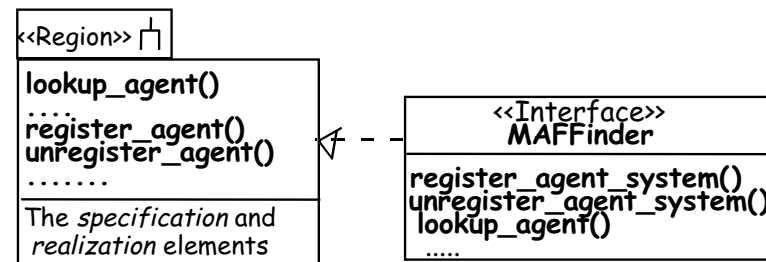 <<Region>>
lookup_agent()
....
register_agent()
unregister_agent()
.......
The specification and
realization elements
<<Interface>>
MAFFinder
register_agent_system()
unregister_agent_system()
lookup_agent()
.....